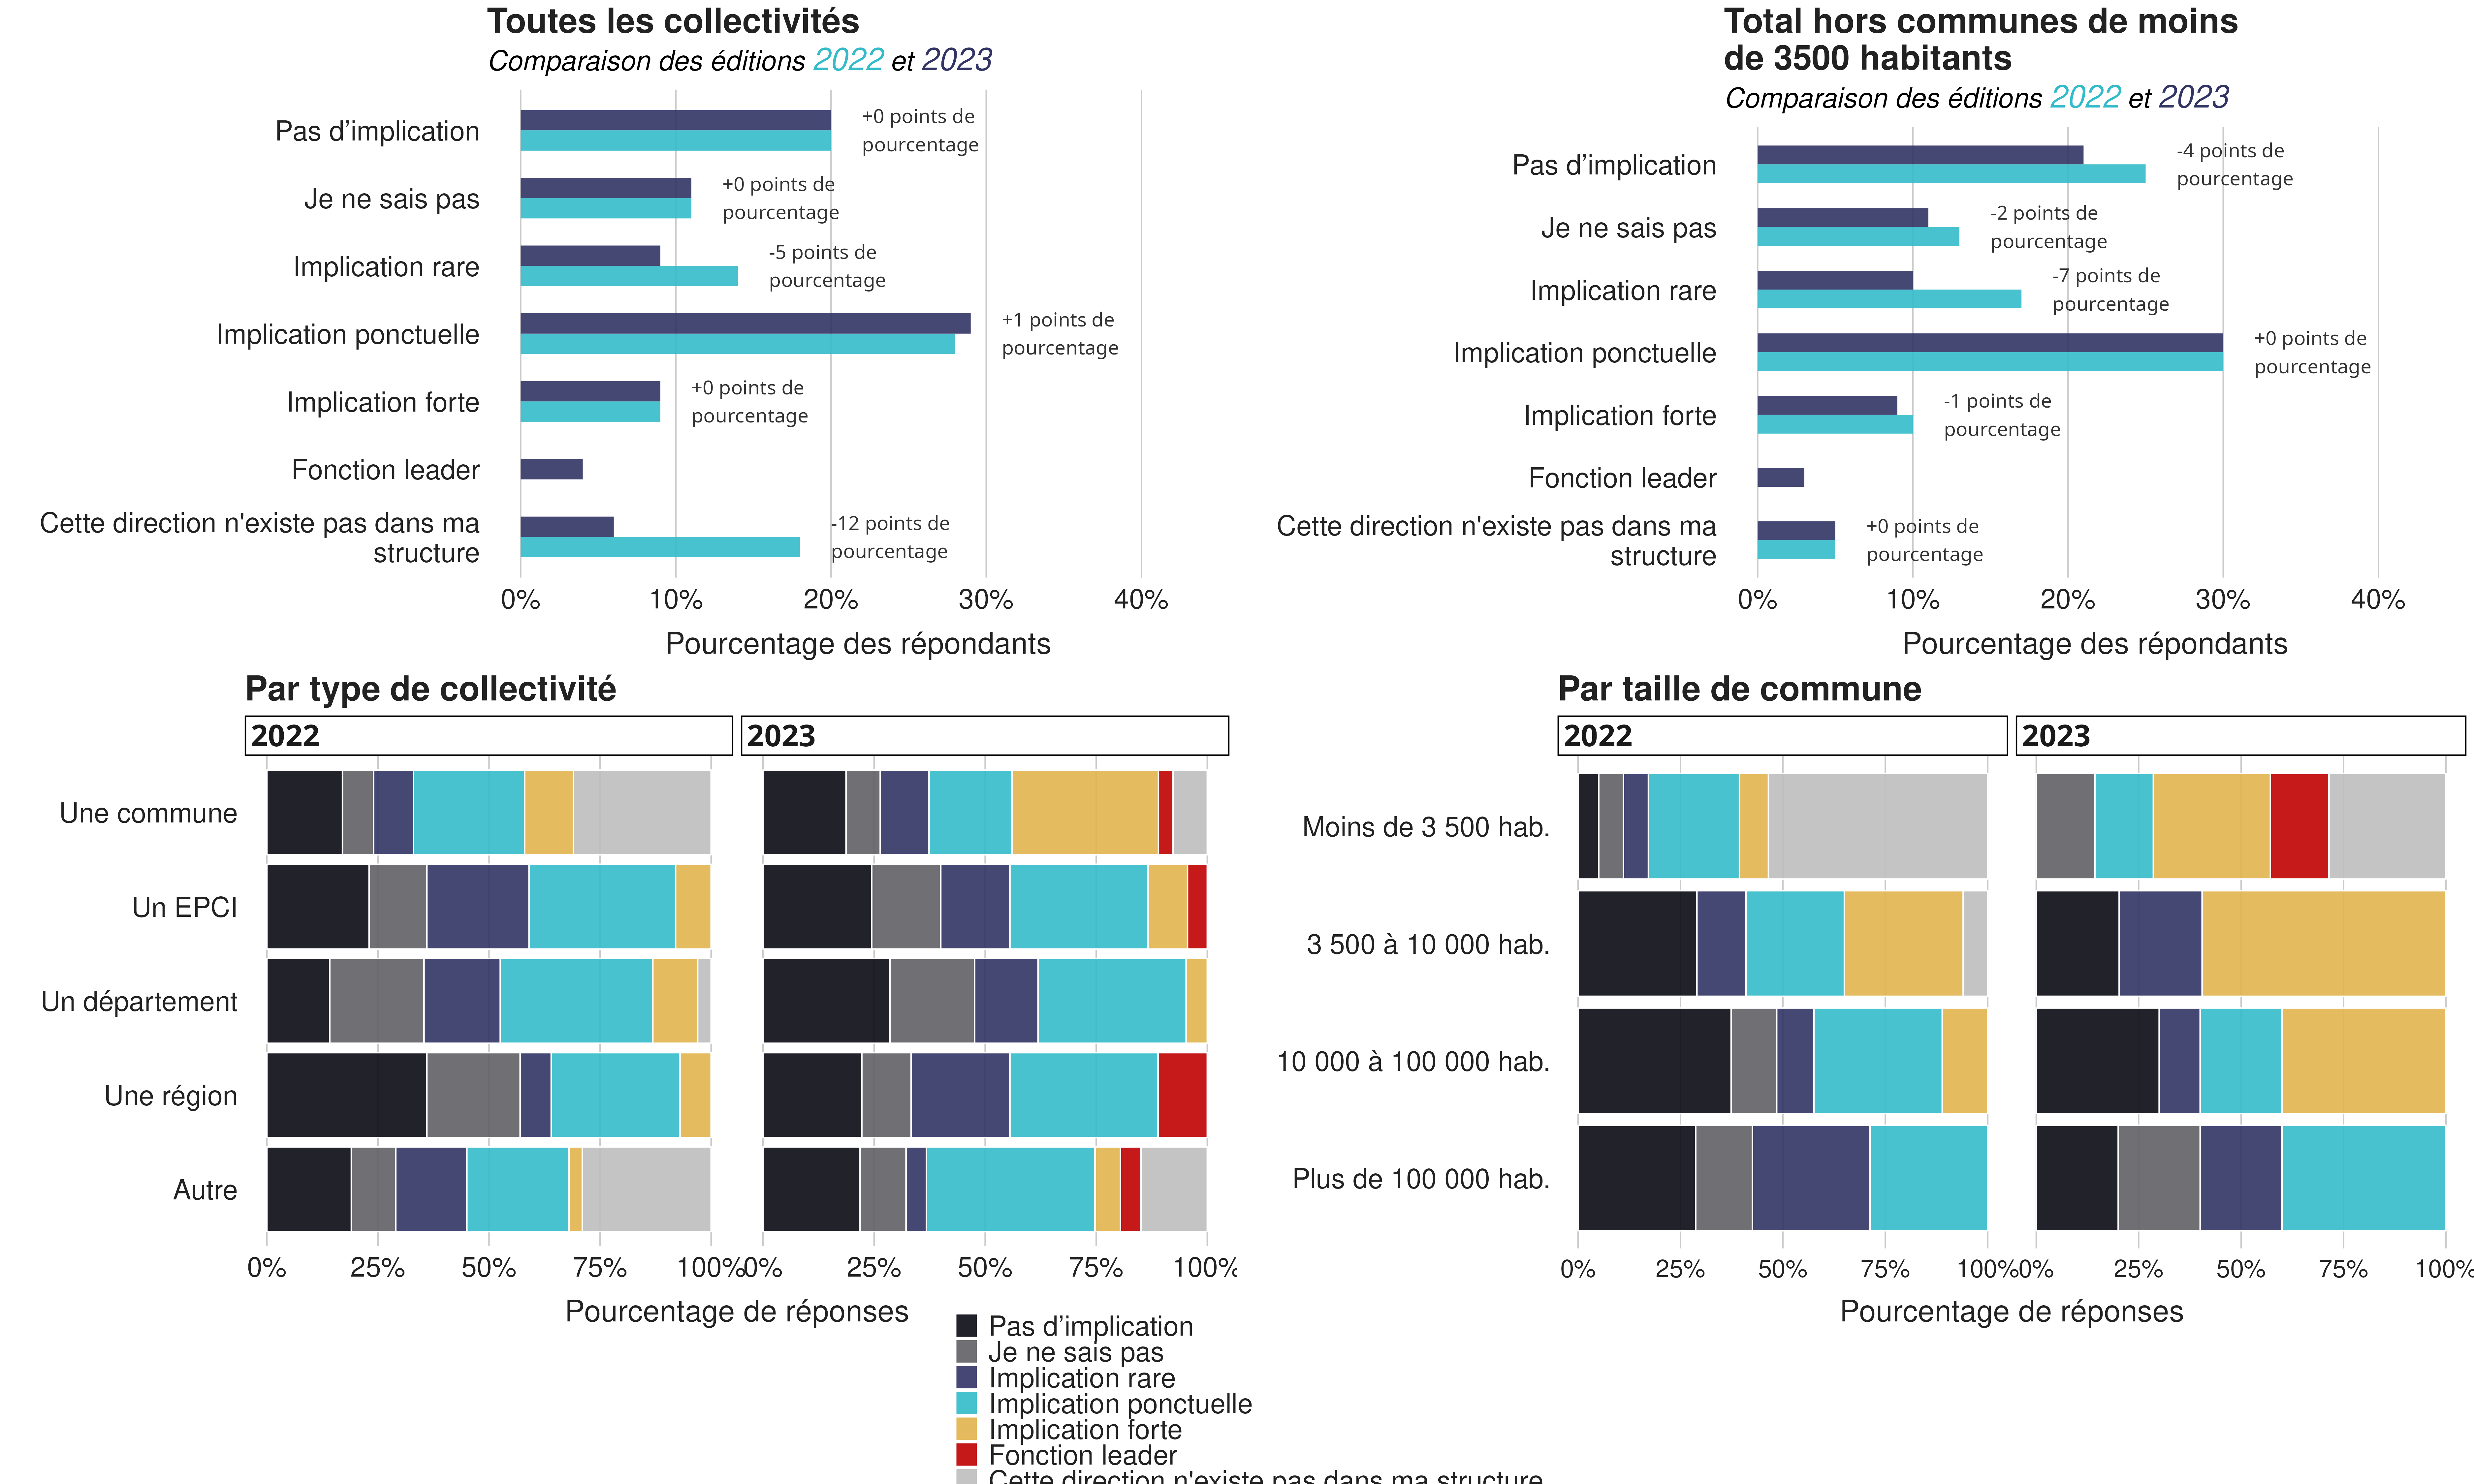 Toutes les collectivités
Comparaison des éditions 2022 et 2023
Pas d’implication
+0 points de
pourcentage
Je ne sais pas
+0 points de
pourcentage
Implication rare
-5 points de
pourcentage
Implication ponctuelle
+1 points de
pourcentage
Implication forte
+0 points de
pourcentage
Fonction leader
Cette direction n'existe pas dans ma
structure
-12 points de
pourcentage
0% 10% 20% 30% 40%
Pourcentage des répondants
Total hors communes de moins
de 3500 habitants
Comparaison des éditions 2022 et 2023
Pas d’implication
-4 points de
pourcentage
Je ne sais pas
-2 points de
pourcentage
Implication rare
-7 points de
pourcentage
Implication ponctuelle
+0 points de
pourcentage
Implication forte
-1 points de
pourcentage
Fonction leader
Cette direction n'existe pas dans ma
structure
+0 points de
pourcentage
0% 10% 20% 30% 40%
Pourcentage des répondants
Par type de collectivité
2022 2023
Une commune
Un EPCI
Un département
Une région
Autre
0% 25% 50% 75% 100% 0% 25% 50% 75% 100%
Pourcentage de réponses
Par taille de commune
2022 2023
Moins de 3 500 hab.
3 500 à 10 000 hab.
10 000 à 100 000 hab.
Plus de 100 000 hab.
0% 25% 50% 75% 100% 0% 25% 50% 75% 100%
Pourcentage de réponses
Pas d’implication
Je ne sais pas
Implication rare
Implication ponctuelle
Implication forte
Fonction leader
Cette direction n'existe pas dans ma structure